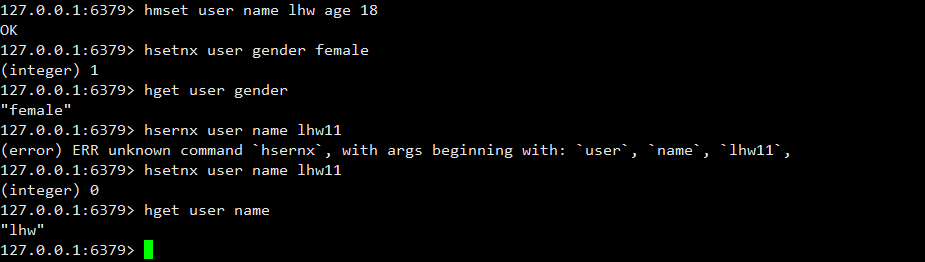 127.0.0.1:6379> hmset user name lhw age 18
OK
127.0.0.1:6379> hsetnx user gender female
(integer) 1
127.0.0.1:6379> hget user gender
"female"
127.0.0.1:6379> hsernx user name lhw11
(error) ERR unknown command `hsernx`, with args beginning with: `user`, `name`, `lhw11`,
127.0.0.1:6379> hsetnx user name lhw11
(integer) 0
127.0.0.1:6379> hget user name
"lhw"
127.0.0.1:6379>